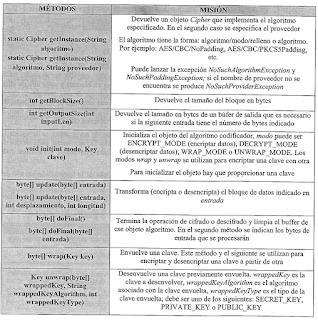 MÉTODOS
MISIÓN
static Cipher getInstance(String
algoritmo)
static Cipher getInstance(String
algoritmo, String proveedor)
Devuelve un objeto Cipher que implementa el algoritmo
especificado. En el segundo caso se especifica el proveedor
El algoritmo tiene la forma: algoritmo/modo/relleno o algoritmo.
Por ejemplo: AES/CBC/NoPadding, AES/CBC/PKCS5Padding,
etc.
Puede lanzar la excepción NoSuchAlgorithmException y
NoSuchPaddingException; si el nombre de proveedor no se
encuentra se produce NoSuchProviderException
int getBlockSize()
Devuelve el tamaño del bloque en bytes
int getOutputSize(int
inputLen)
Devuelve el tamaño en bytes de un búfer de salida que es necesario
si la siguiente entrada tiene el número de bytes indicado
void init(int modo, Key
clave)
Inicializa el objeto del algoritmo codificador, modo puede ser
ENCRYPT_MODE (encriptar datos), DECRYPT_MODE
(desencriptar datos), WRAP_MODE o UNWRAP_MODE. Los
modos wrap y unwrap se utilizan para encriptar una clave con otra
Para inicializar el objeto hay que proporcionar una clave
byte[] update(byte[] entrada)
byte[] update(byte[] entrada,
int desplazamiento, int longitud)
Transforma (encripta o desencripta) el bloque de datos indicado en
entrada
byte[] doFinal()
byte[] doFinal(byte[]
entrada)
Termina la operación de cifrado o descifrado y limpia el buffer de
ese objeto algoritmo. En el segundo método se indican los bytes de
entrada que se procesarán
byte[] wrap(Key key)
Envuelve una clave. Este método y el siguiente se utilizan para
encriptar y desencriptar una clave a partir de otra
Key unwrap(byte[]
wrappedKey, String
wrappedKeyAlgorithm, int
wrappedKeyType)
Desenvuelve una clave previamente envuelta. wrappedKey es la
clave a desenvolver, wrappedKeyAlgorithm es el algoritmo
asociado con la clave envuelta, wrappedKeyType es el tipo de la
clave envuelta; debe ser uno de los siguientes: SECRET_KEY,
PRIVATE_KEY o PUBLIC_KEY